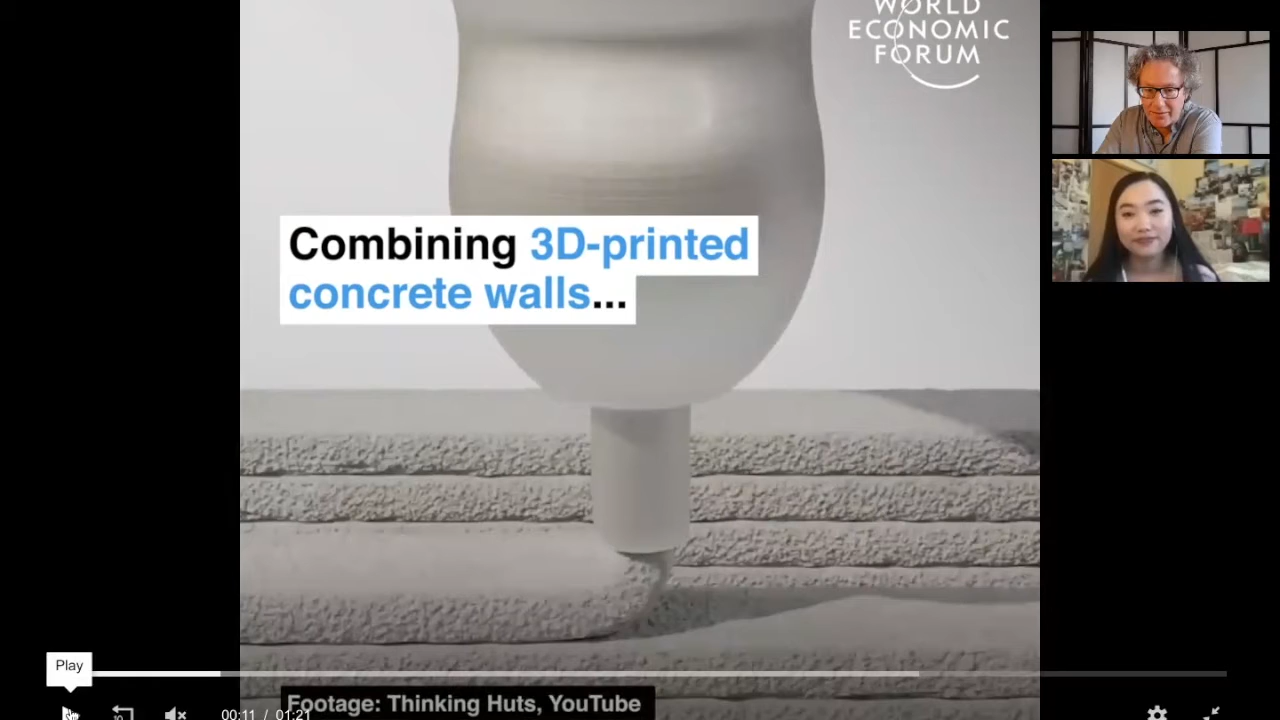 WORLD
ECONOMIC
FORUM
Combining 3D-printed
concrete walls...
Play
Footage: Thinking Huts, YouTube
00:11 / 01:21